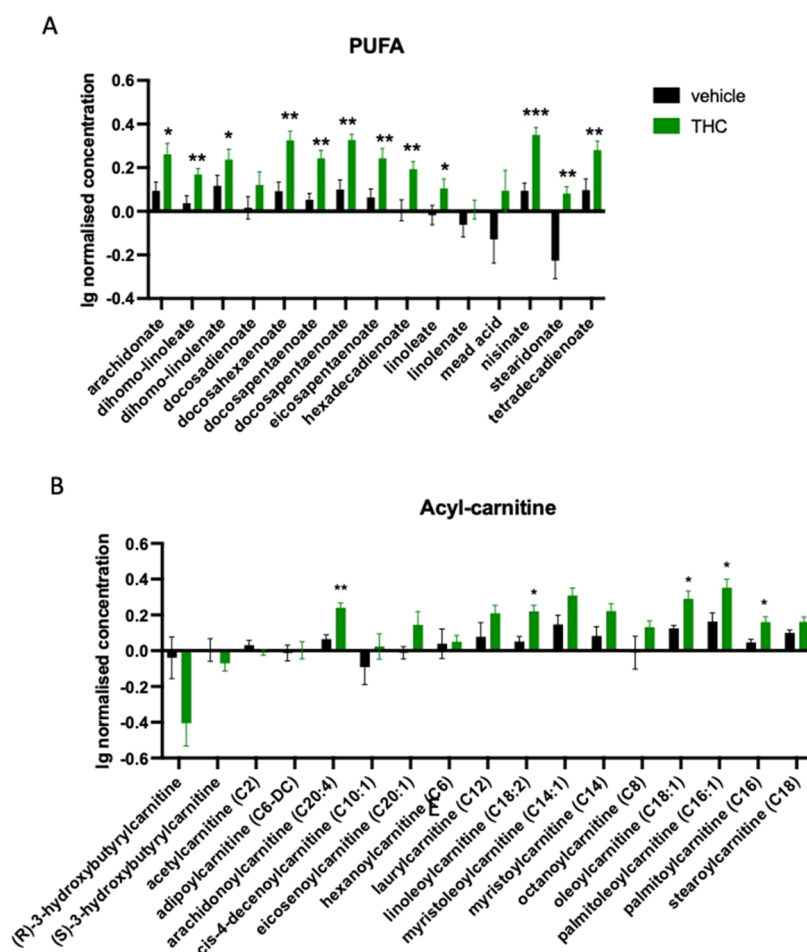 A
PUFA
lg normalised concentration
0.6
0.4
0.2
0.0
-0.2
-0.4
* ** * ** ** ** ** ** * *** ** **
vehicle
THC
arachidonate
dihomo-linoleate
dihomo-linolenate
docosadienoate
docosahexaenoate
docosapentaenoate
docosapentaenoate
eicosapentaenoate
hexadecadienoate
linoleate
linolenate
mead acid
nisinate
stearidonate
tetradecadienoate
B
Acyl-carnitine
lg normalised concentration
0.6
0.4
0.2
0.0
-0.2
-0.4
-0.6
** * * * *
(R)-3-hydroxybutyrylcarnitine
(S)-3-hydroxybutyrylcarnitine
acetylcarnitine (C2)
adipoylcarnitine (C6-DC)
arachidonoylcarnitine (C20:4)
cis-4-decenoylcarnitine (C10:1)
eicosenoylcarnitine (C20:1)
hexanoylcarnitine (C6)
E
laurylcarnitine (C12)
linoleoylcarnitine (C18:2)
myristoleoylcarnitine (C14:1)
myristoylcarnitine (C14)
octanoylcarnitine (C8)
oleoylcarnitine (C18:1)
palmitoleoylcarnitine (C16:1)
palmitoylcarnitine (C16)
stearoylcarnitine (C18)